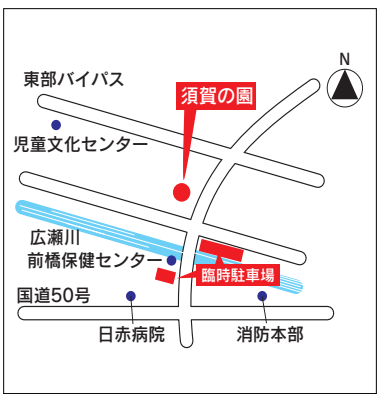 N
東部バイパス
須賀の園
児童文化センター
広瀬川
前橋保健センター
臨時駐車場
国道50号
日赤病院
消防本部